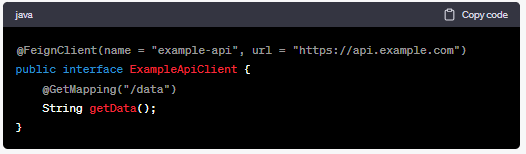 java
Copy code
@FeignClient(name = "example-api", url = "https://api.example.com")
public interface ExampleApiClient {
    @GetMapping("/data")
    String getData();
}